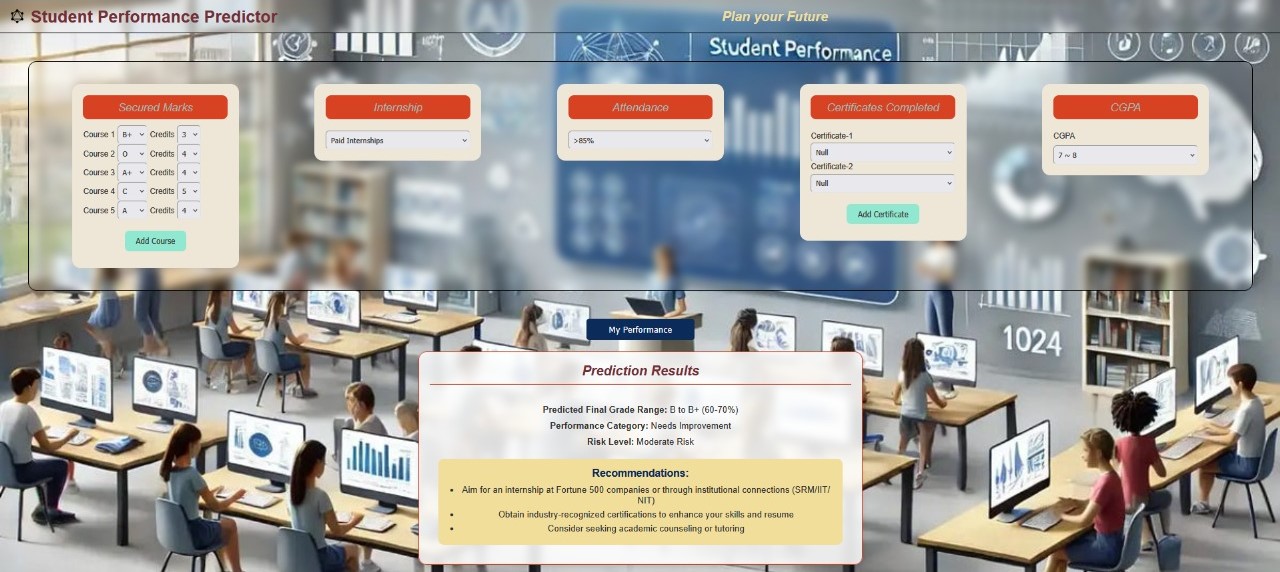 Student Performance Predictor
Plan your Future
Student Performance
AI
Secured Marks
Course 1 B+ Credits 3
Course 2 O Credits 4
Course 3 A+ Credits 4
Course 4 C Credits 5
Course 5 A Credits 4
Add Course
Internship
Paid Internships
Attendance
>85%
Certificates Completed
Certificate-1
Null
Certificate-2
Null
Add Certificate
CGPA
CGPA
7 ~ 8
1024
My Performance
Prediction Results
Predicted Final Grade Range: B to B+ (60-70%)
Performance Category: Needs Improvement
Risk Level: Moderate Risk
Recommendations:
• Aim for an internship at Fortune 500 companies or through institutional connections (SRM/IIT/
NIT)
• Obtain industry-recognized certifications to enhance your skills and resume
• Consider seeking academic counseling or tutoring